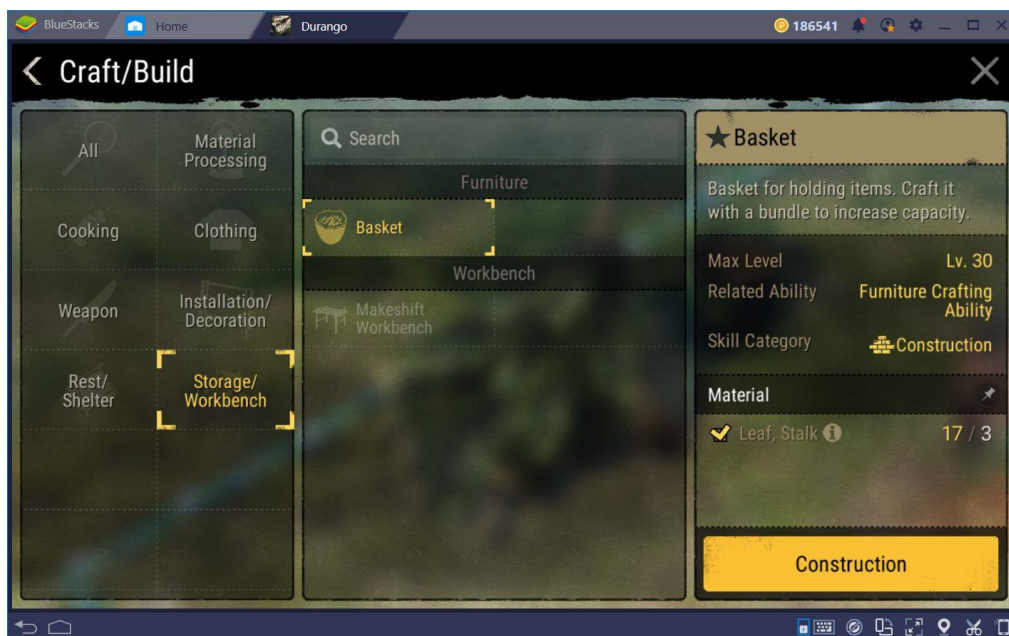 BlueStacks
Home
Durango
186541
Craft/Build
All
Material
Processing
Cooking
Clothing
Weapon
Installation/
Decoration
Rest/
Shelter
Storage/
Workbench
Search
Furniture
Basket
Workbench
Makeshift
Workbench
Basket
Basket for holding items. Craft it
with a bundle to increase capacity.
Max Level Lv. 30
Related Ability Furniture Crafting
Ability
Skill Category Construction
Material
Leaf, Stalk 17 / 3
Construction